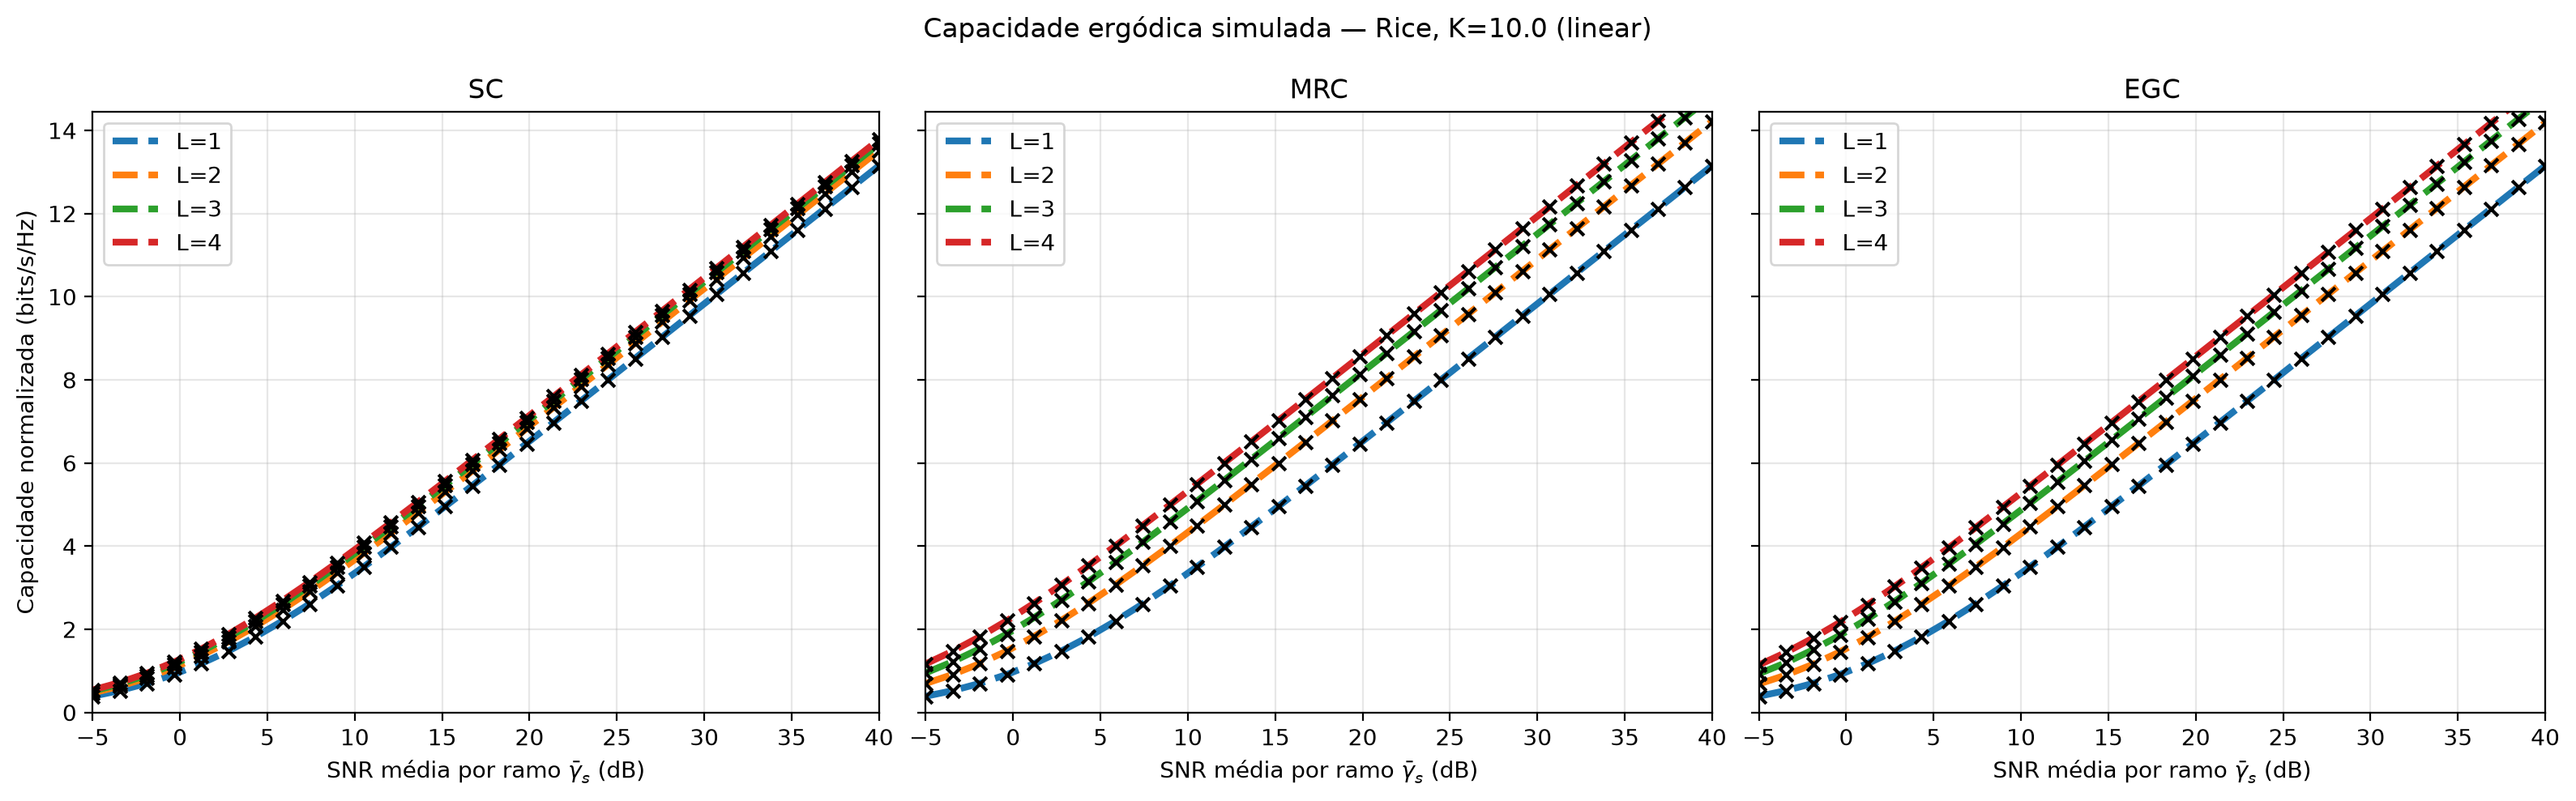 Capacidade ergódica simulada — Rice, K=10.0 (linear)
SC
MRC
EGC
L=1
L=2
L=3
L=4
L=1
L=2
L=3
L=4
L=1
L=2
L=3
L=4
Capacidade normalizada (bits/s/Hz)
14
12
10
8
6
4
2
0
−5 0 5 10 15 20 25 30 35 40
−5 0 5 10 15 20 25 30 35 40
−5 0 5 10 15 20 25 30 35 40
SNR média por ramo γ̄ₛ (dB)
SNR média por ramo γ̄ₛ (dB)
SNR média por ramo γ̄ₛ (dB)